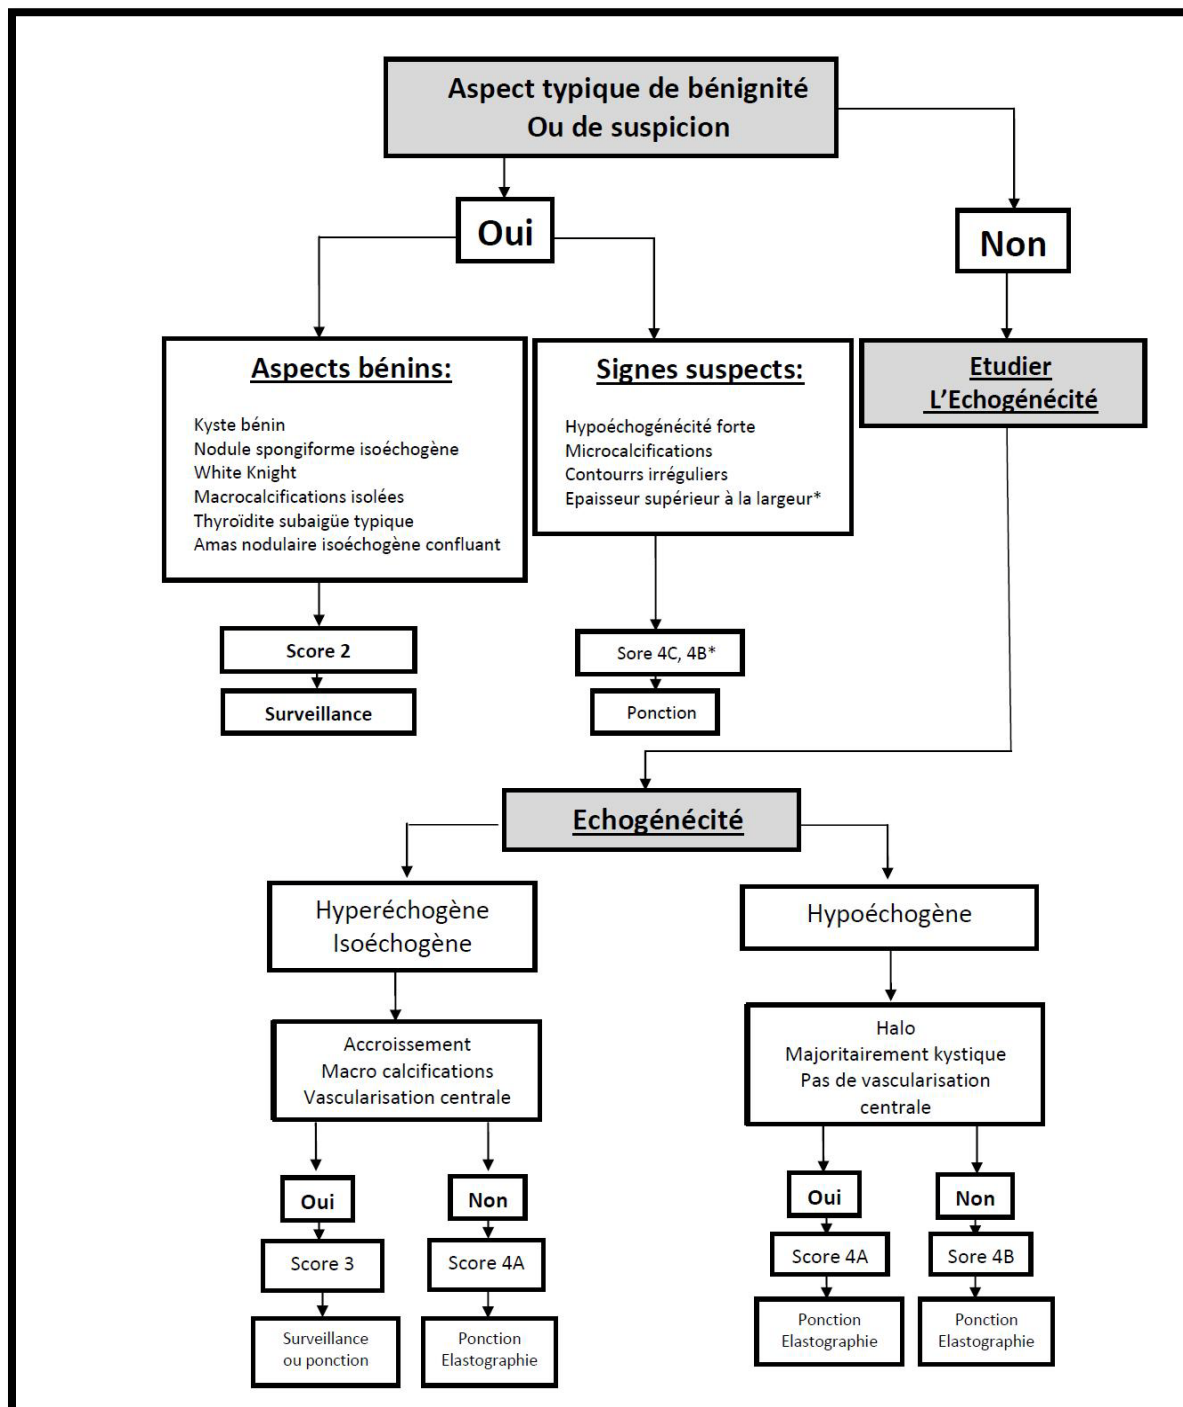 Aspect typique de bénignité
Ou de suspicion
Oui
Non
Aspects bénins:
Kyste bénin
Nodule spongiforme isoéchogène
White Knight
Macrocalcifications isolées
Thyroïdite subaigüe typique
Amas nodulaire isoéchogène confluant
Signes suspects:
Hypoéchogénécité forte
Microcalcifications
Contourrs irréguliers
Epaisseur supérieur à la largeur*
Etudier
L'Echogénécité
Score 2
Surveillance
Sore 4C, 4B*
Ponction
Echogénécité
Hyperéchogène
Isoéchogène
Hypoéchogène
Accroissement
Macro calcifications
Vascularisation centrale
Halo
Majoritairement kystique
Pas de vascularisation
centrale
Oui
Non
Oui
Non
Score 3
Score 4A
Score 4A
Sore 4B
Surveillance
ou ponction
Ponction
Elastographie
Ponction
Elastographie
Ponction
Elastographie